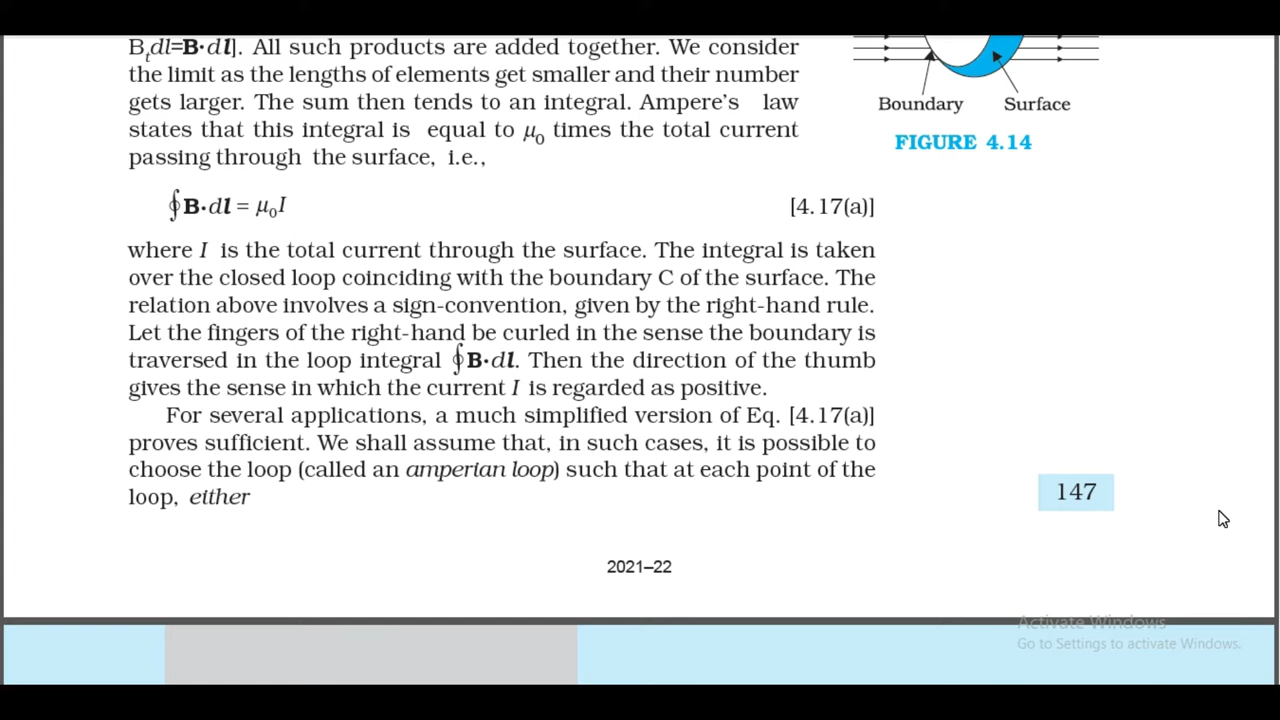 Bₜdl=B·dl]. All such products are added together. We consider
the limit as the lengths of elements get smaller and their number
gets larger. The sum then tends to an integral. Ampere's law
states that this integral is equal to μ₀ times the total current
passing through the surface, i.e.,
Boundary Surface
FIGURE 4.14
∮B·dl = μ₀I [4.17(a)]
where I is the total current through the surface. The integral is taken
over the closed loop coinciding with the boundary C of the surface. The
relation above involves a sign-convention, given by the right-hand rule.
Let the fingers of the right-hand be curled in the sense the boundary is
traversed in the loop integral ∮B·dl. Then the direction of the thumb
gives the sense in which the current I is regarded as positive.
For several applications, a much simplified version of Eq. [4.17(a)]
proves sufficient. We shall assume that, in such cases, it is possible to
choose the loop (called an amperian loop) such that at each point of the
loop, either
147
2021–22
Activate Windows
Go to Settings to activate Windows.